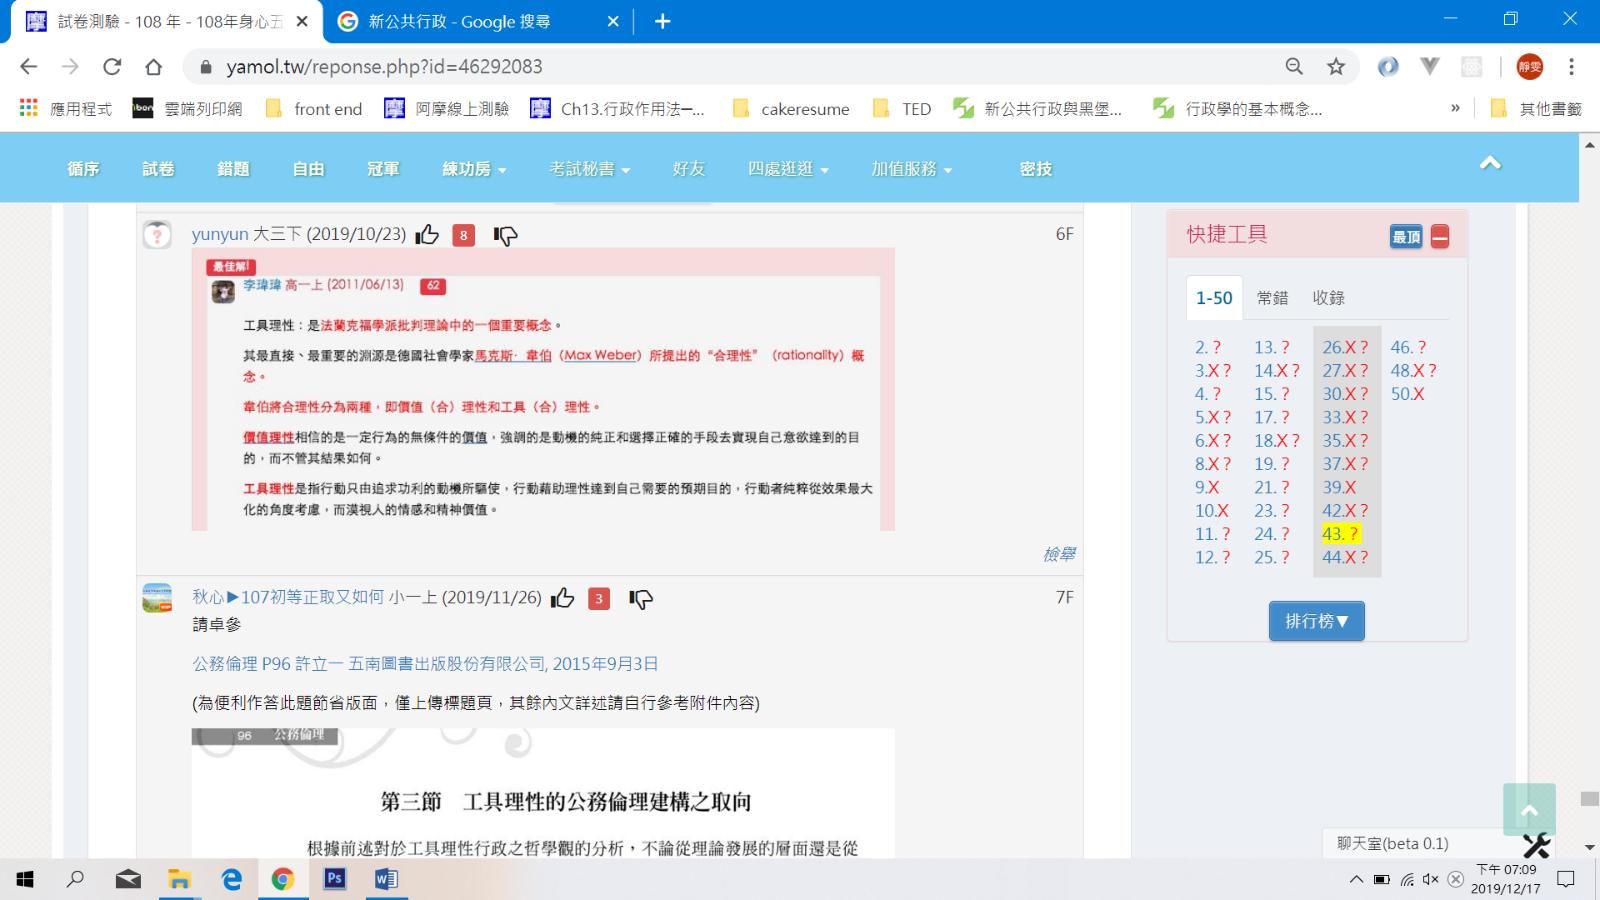 試卷測驗 - 108 年 - 108年身心五
新公共行政 - Google 搜尋
yamol.tw/reponse.php?id=46292083
靜雯
應用程式
ibon
雲端列印網
front end
摩
阿摩線上測驗
摩
Ch13.行政作用法一...
cakeresume
TED
新公共行政與黑堡...
行政學的基本概念...
»
其他書籤
循序
試卷
錯題
自由
冠軍
練功房
考試秘書
好友
四處逛逛
加值服務
密技
yunyun 大三下 (2019/10/23)
8
6F
最佳解!
李瑋瑋 高一上 (2011/06/13)
62
工具理性：是法蘭克福學派批判理論中的一個重要概念。
其最直接、最重要的淵源是德國社會學家馬克斯·韋伯（Max Weber）所提出的“合理性”（rationality）概
念。
韋伯將合理性分為兩種，即價值（合）理性和工具（合）理性。
價值理性相信的是一定行為的無條件的價值，強調的是動機的純正和選擇正確的手段去實現自己意欲達到的目
的，而不管其結果如何。
工具理性是指行動只由追求功利的動機所驅使，行動藉助理性達到自己需要的預期目的，行動者純粹從效果最大
化的角度考慮，而漠視人的情感和精神價值。
檢舉
秋心▶107初等正取又如何 小一上 (2019/11/26)
3
7F
請卓參
公務倫理 P96 許立一 五南圖書出版股份有限公司, 2015年9月3日
(為便利作答此題節省版面，僅上傳標題頁，其餘內文詳述請自行參考附件內容)
96 公務倫理
第三節 工具理性的公務倫理建構之取向
根據前述對於工具理性行政之哲學觀的分析，不論從理論發展的層面還是從
快捷工具
最頂
1-50
常錯
收錄
2. ? 13. ? 26.X ? 46. ?
3.X ? 14.X ? 27.X ? 48.X ?
4. ? 15. ? 30.X ? 50.X
5.X ? 17. ? 33.X ?
6.X ? 18.X ? 35.X ?
8.X ? 19. ? 37.X ?
9.X 21. ? 39.X
10.X 23. ? 42.X ?
11. ? 24. ? 43. ?
12. ? 25. ? 44.X ?
排行榜▼
聊天室(beta 0.1)
Ps
下午 07:09
2019/12/17